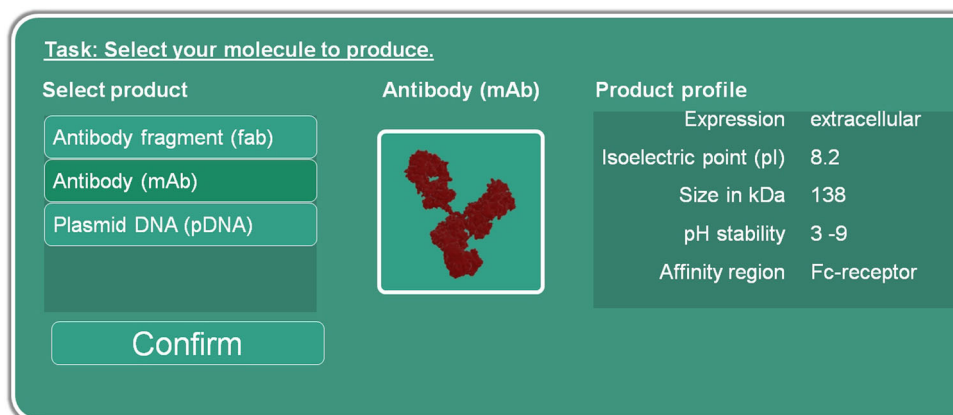 Task: Select your molecule to produce.
Select product
Antibody fragment (fab)
Antibody (mAb)
Plasmid DNA (pDNA)
Confirm
Antibody (mAb)
Product profile
Expression extracellular
Isoelectric point (pI) 8.2
Size in kDa 138
pH stability 3 -9
Affinity region Fc-receptor